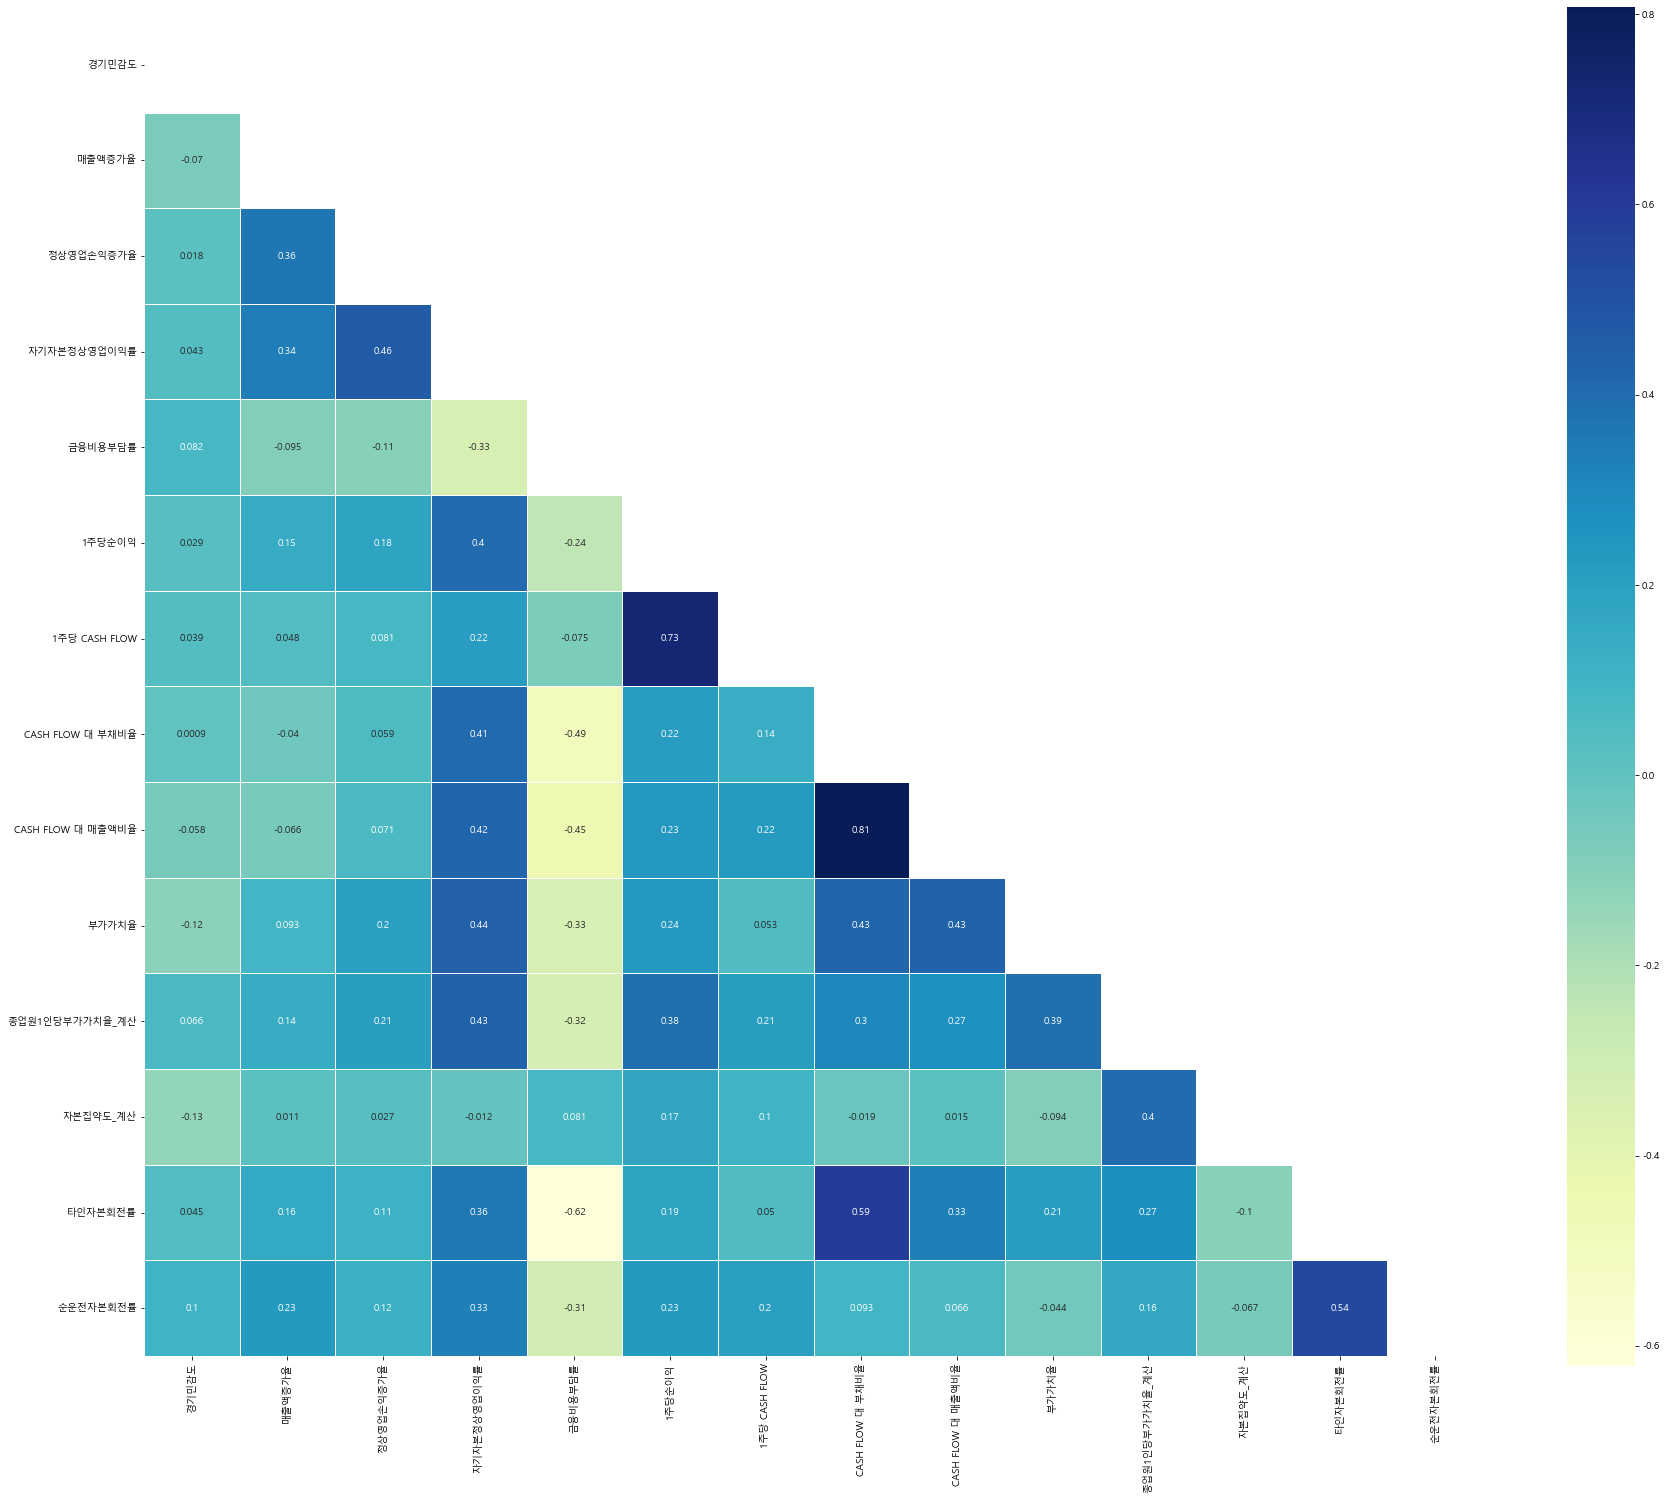 경기민감도
매출액증가율 -0.07
정상영업손익증가율 0.018 0.36
자기자본정상영업이익률 0.043 0.34 0.46
금융비용부담률 0.082 -0.095 -0.11 -0.33
1주당순이익 0.029 0.15 0.18 0.4 -0.24
1주당 CASH FLOW 0.039 0.048 0.081 0.22 -0.075 0.73
CASH FLOW 대 부채비율 0.0009 -0.04 0.059 0.41 -0.49 0.22 0.14
CASH FLOW 대 매출액비율 -0.058 -0.066 0.071 0.42 -0.45 0.23 0.22 0.81
부가가치율 -0.12 0.093 0.2 0.44 -0.33 0.24 0.053 0.43 0.43
종업원1인당부가가치율_계산 0.066 0.14 0.21 0.43 -0.32 0.38 0.21 0.3 0.27 0.39
자본집약도_계산 -0.13 0.011 0.027 -0.012 0.081 0.17 0.1 -0.019 0.015 -0.094 0.4
타인자본회전률 0.045 0.16 0.11 0.36 -0.62 0.19 0.05 0.59 0.33 0.21 0.27 -0.1
순운전자본회전률 0.1 0.23 0.12 0.33 -0.31 0.23 0.2 0.093 0.066 -0.044 0.16 -0.067 0.54
경기민감도
매출액증가율
정상영업손익증가율
자기자본정상영업이익률
금융비용부담률
1주당순이익
1주당 CASH FLOW
CASH FLOW 대 부채비율
CASH FLOW 대 매출액비율
부가가치율
종업원1인당부가가치율_계산
자본집약도_계산
타인자본회전률
순운전자본회전률
0.8
0.6
0.4
0.2
0.0
-0.2
-0.4
-0.6